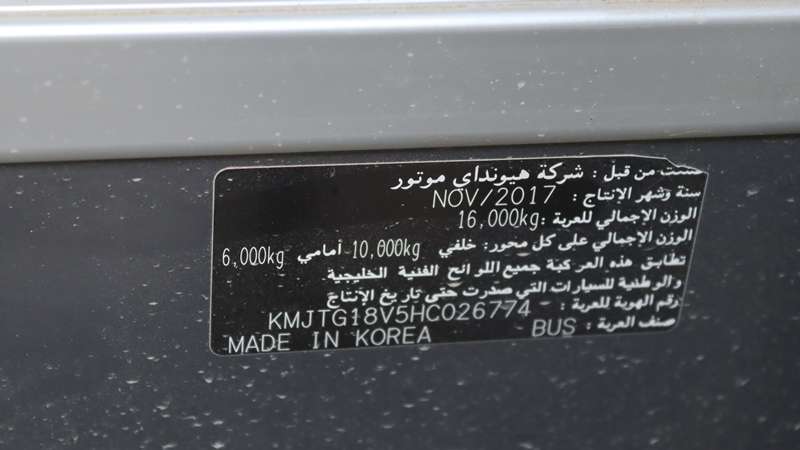 صنعت من قبل : شركة هيونداي موتور
سنة وشهر الإنتاج : NOV/2017
الوزن الإجمالي للعربة :16,000kg
الوزن الإجمالي على كل محور: خلفي 10,000kg أمامي 6,000kg
تطابق هذه العركبة جميع اللوائح الفنية الخليجية
والوطنية للسيارات التي صدرت حتى تاريخ الإنتاج
رقم الهوية للعربة : KMJTG18V5HC026774
صنف العربة : BUS MADE IN KOREA